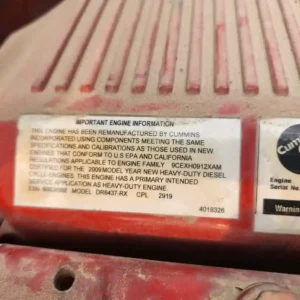 IMPORTANT ENGINE INFORMATION
THIS ENGINE HAS BEEN REMANUFACTURED BY CUMMINS
INCORPORATED USING COMPONENTS MEETING THE SAME
SPECIFICATIONS AND CALIBRATIONS AS THOSE USED IN NEW
ENGINES THAT CONFORM TO U.S EPA AND CALIFORNIA
REGULATIONS APPLICABLE TO ENGINE FAMILY 9CEXH0912XAM
CERTIFIED FOR THE 2009 MODEL YEAR NEW HEAVY-DUTY DIESEL
CYCLE ENGINES. THIS ENGINE HAS A PRIMARY INTENDED
SERVICE APPLICATION AS HEAVY-DUTY ENGINE.
MODEL DR6437-RX CPL 2919
4018326
Cum
Engine
Serial No
Warnin